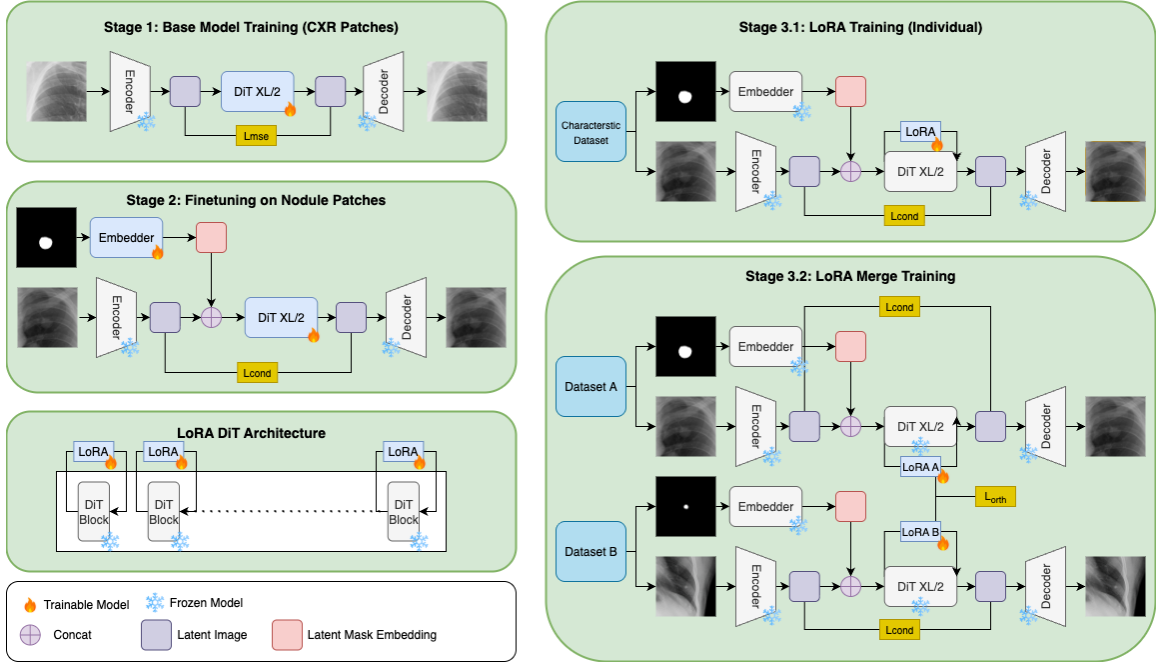 Stage 1: Base Model Training (CXR Patches)
Encoder
DiT XL/2
Decoder
Lmse
Stage 2: Finetuning on Nodule Patches
Embedder
Encoder
DiT XL/2
Decoder
Lcond
LoRA DiT Architecture
LoRA
LoRA
LoRA
DiT
Block
DiT
Block
DiT
Block
Trainable Model
Frozen Model
Concat
Latent Image
Latent Mask Embedding
Stage 3.1: LoRA Training (Individual)
Characterstic
Dataset
Embedder
Encoder
LoRA
DiT XL/2
Decoder
Lcond
Stage 3.2: LoRA Merge Training
Lcond
Dataset A
Embedder
Encoder
DiT XL/2
Decoder
LoRA A
Lorth
Dataset B
Embedder
LoRA B
Encoder
DiT XL/2
Decoder
Lcond